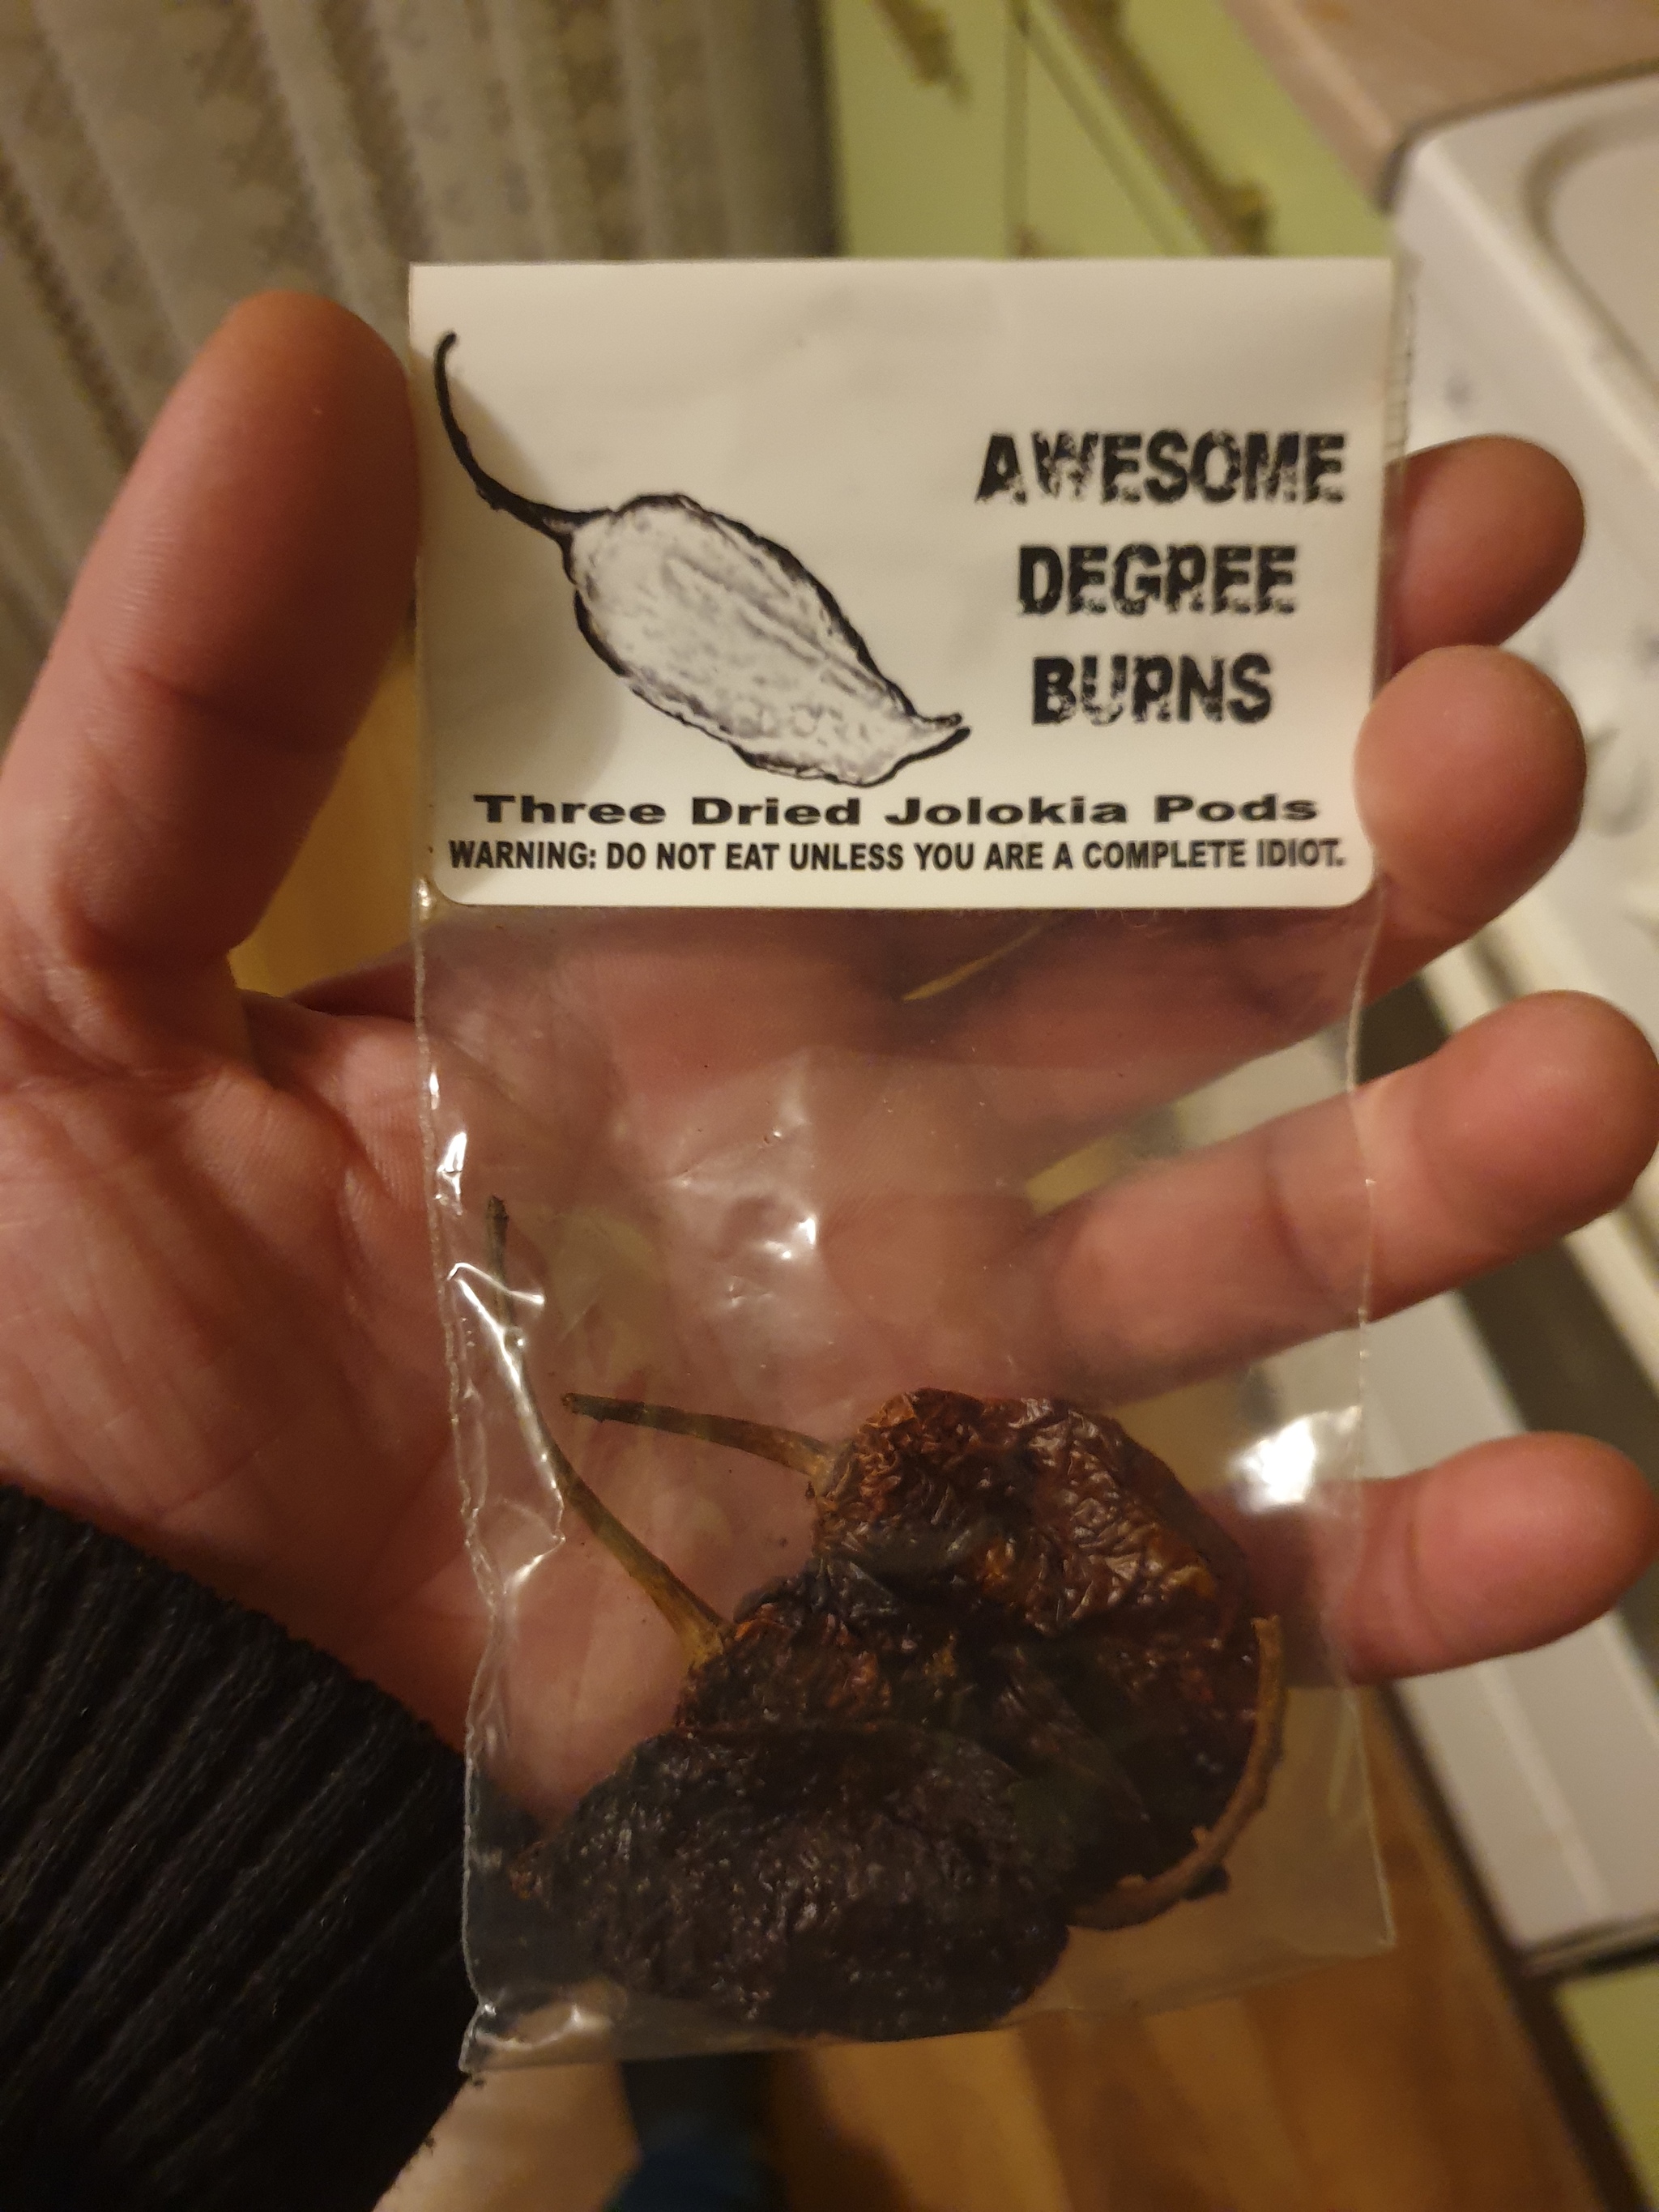 AWESOME
DEGREE
BURNS
Three Dried Jolokia Pods
WARNING: DO NOT EAT UNLESS YOU ARE A COMPLETE IDIOT.